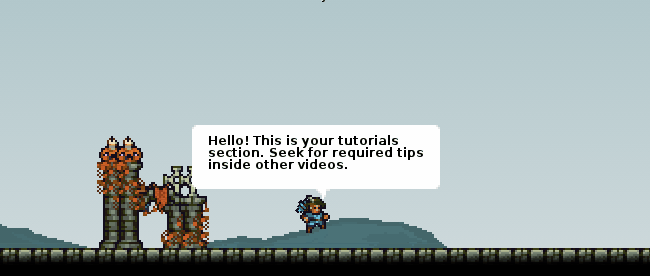 Hello! This is your tutorials
section. Seek for required tips
inside other videos.